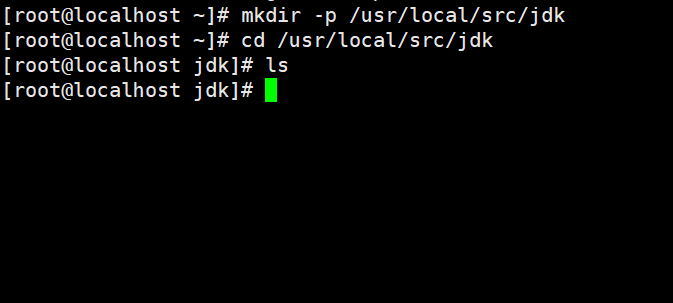 [root@localhost ~]# mkdir -p /usr/local/src/jdk
[root@localhost ~]# cd /usr/local/src/jdk
[root@localhost jdk]# ls
[root@localhost jdk]#